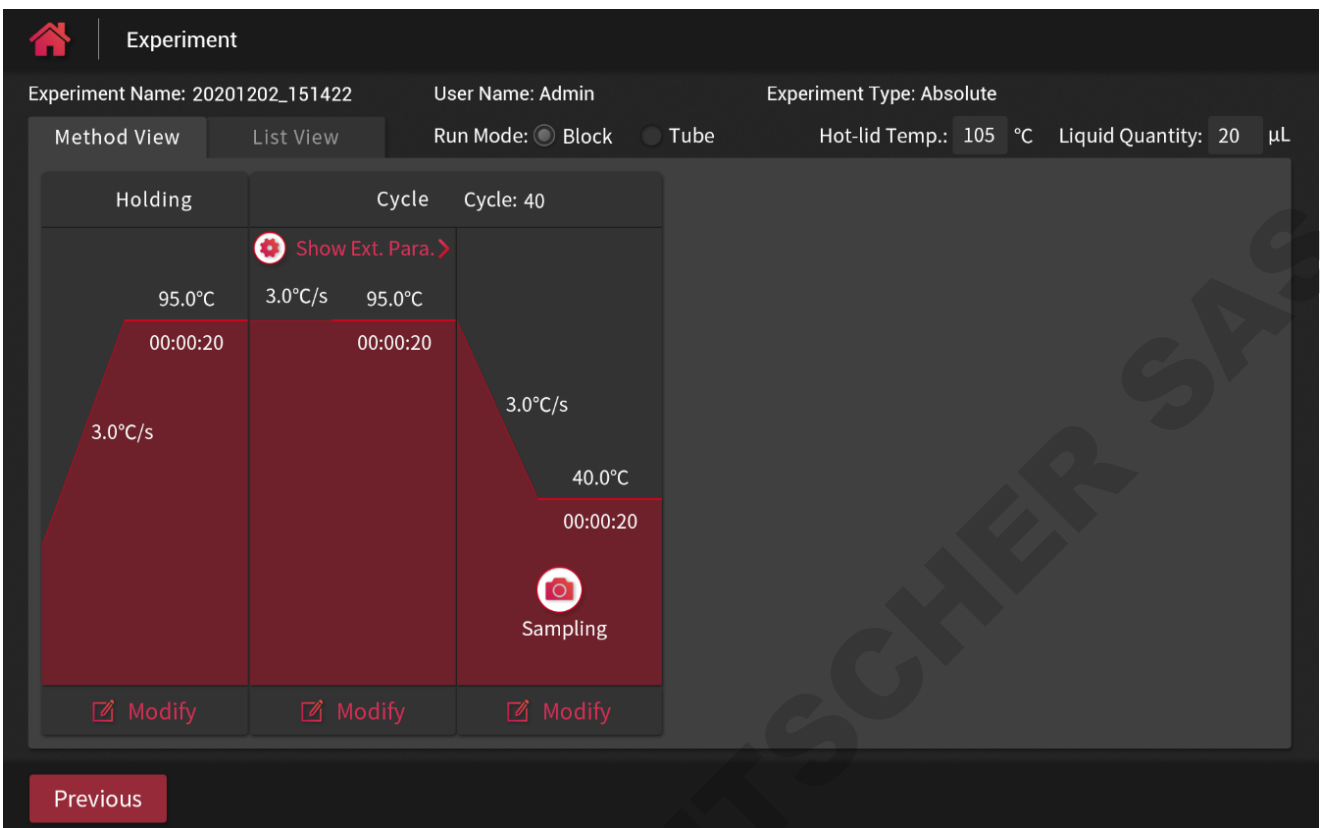 Experiment
Experiment Name: 20201202_151422 User Name: Admin Experiment Type: Absolute
Method View List View Run Mode: Block Tube Hot-lid Temp.: 105 °C Liquid Quantity: 20 µL
Holding Cycle Cycle: 40
Show Ext. Para.
95.0°C 3.0°C/s 95.0°C
00:00:20 00:00:20
3.0°C/s
3.0°C/s
40.0°C
00:00:20
Sampling
Modify Modify Modify
Previous
TSCHER SAS